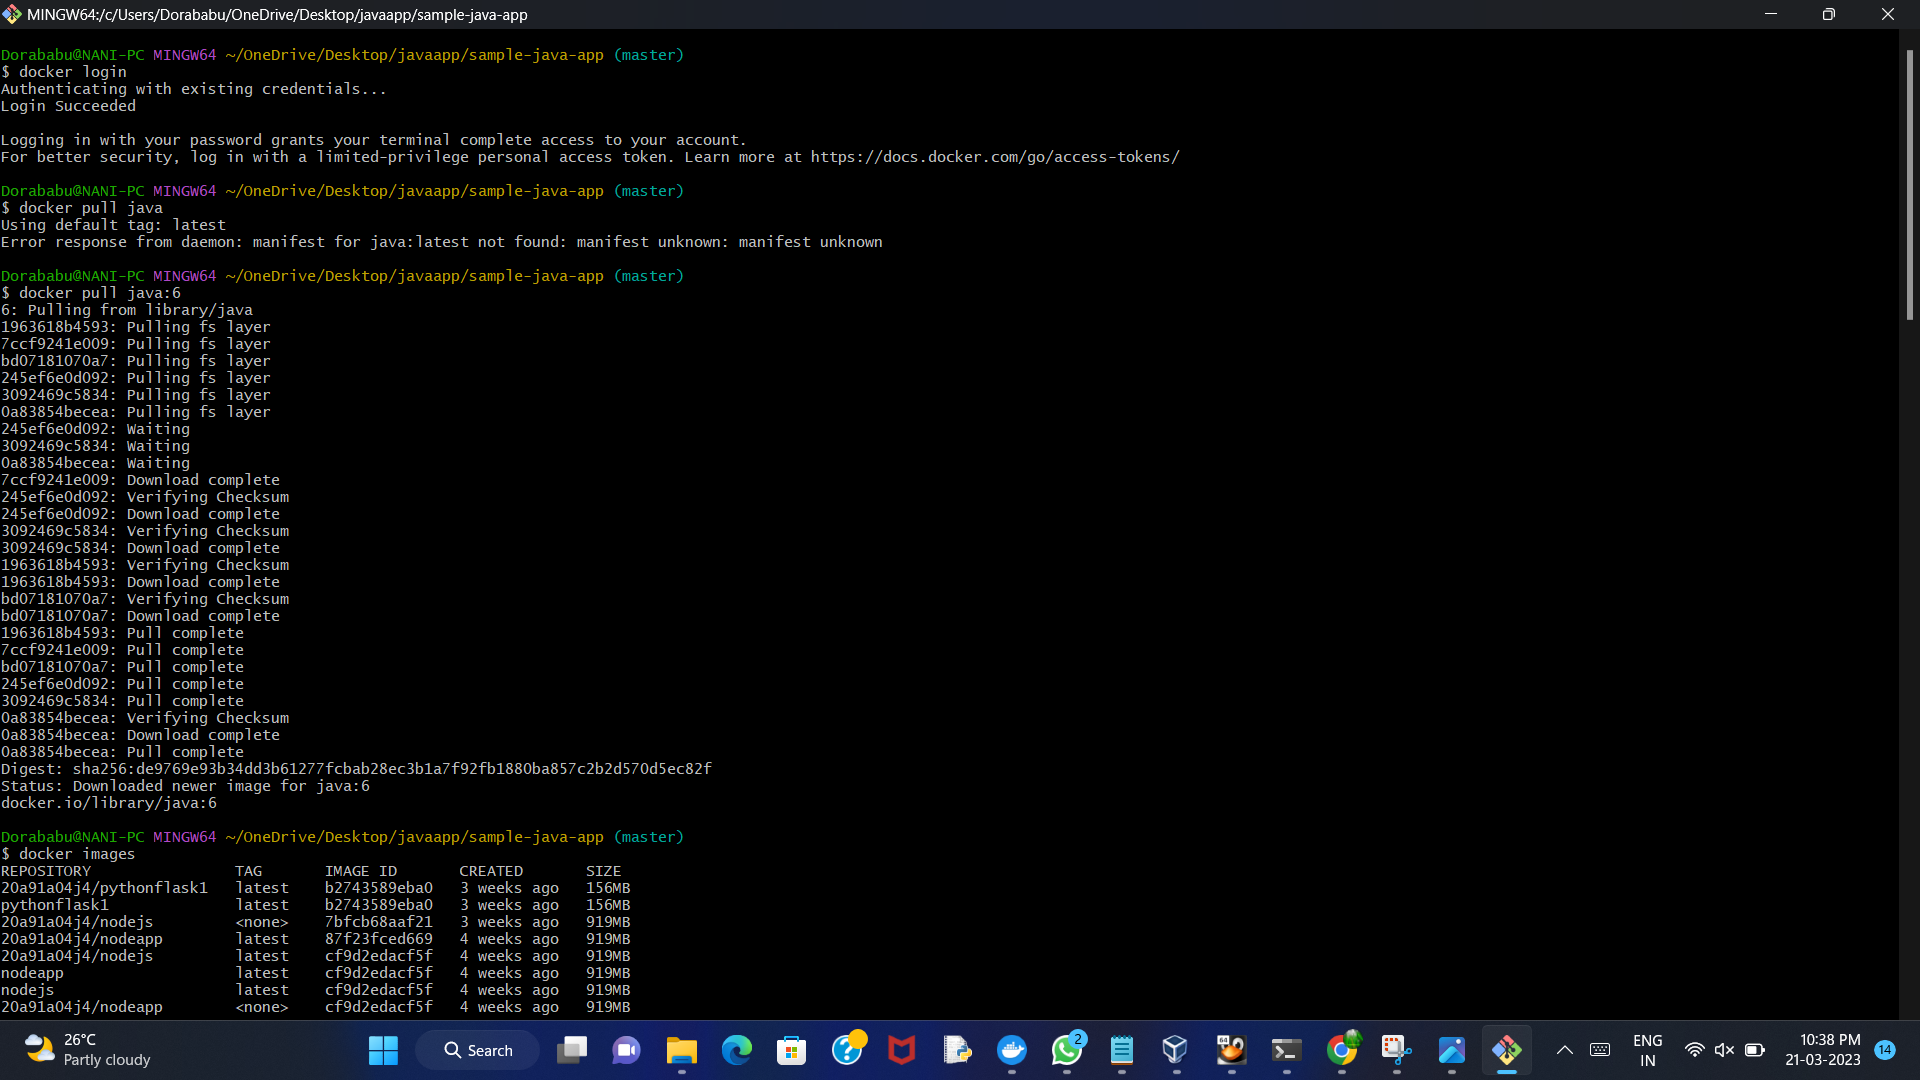 MINGW64:/c/Users/Dorababu/OneDrive/Desktop/javaapp/sample-java-app
Dorababu@NANI-PC MINGW64 ~/OneDrive/Desktop/javaapp/sample-java-app (master)
$ docker login
Authenticating with existing credentials...
Login Succeeded
Logging in with your password grants your terminal complete access to your account.
For better security, log in with a limited-privilege personal access token. Learn more at https://docs.docker.com/go/access-tokens/
Dorababu@NANI-PC MINGW64 ~/OneDrive/Desktop/javaapp/sample-java-app (master)
$ docker pull java
Using default tag: latest
Error response from daemon: manifest for java:latest not found: manifest unknown: manifest unknown
Dorababu@NANI-PC MINGW64 ~/OneDrive/Desktop/javaapp/sample-java-app (master)
$ docker pull java:6
6: Pulling from library/java
1963618b4593: Pulling fs layer
7ccf9241e009: Pulling fs layer
bd07181070a7: Pulling fs layer
245ef6e0d092: Pulling fs layer
3092469c5834: Pulling fs layer
0a83854becea: Pulling fs layer
245ef6e0d092: Waiting
3092469c5834: Waiting
0a83854becea: Waiting
7ccf9241e009: Download complete
245ef6e0d092: Verifying Checksum
245ef6e0d092: Download complete
3092469c5834: Verifying Checksum
3092469c5834: Download complete
1963618b4593: Verifying Checksum
1963618b4593: Download complete
bd07181070a7: Verifying Checksum
bd07181070a7: Download complete
1963618b4593: Pull complete
7ccf9241e009: Pull complete
bd07181070a7: Pull complete
245ef6e0d092: Pull complete
3092469c5834: Pull complete
0a83854becea: Verifying Checksum
0a83854becea: Download complete
0a83854becea: Pull complete
Digest: sha256:de9769e93b34dd3b61277fcbab28ec3b1a7f92fb1880ba857c2b2d570d5ec82f
Status: Downloaded newer image for java:6
docker.io/library/java:6
Dorababu@NANI-PC MINGW64 ~/OneDrive/Desktop/javaapp/sample-java-app (master)
$ docker images
REPOSITORY TAG IMAGE ID CREATED SIZE
20a91a04j4/pythonflask1 latest b2743589eba0 3 weeks ago 156MB
pythonflask1 latest b2743589eba0 3 weeks ago 156MB
20a91a04j4/nodejs <none> 7bfcb68aaf21 3 weeks ago 919MB
20a91a04j4/nodeapp latest 87f23fced669 4 weeks ago 919MB
20a91a04j4/nodejs latest cf9d2edacf5f 4 weeks ago 919MB
nodeapp latest cf9d2edacf5f 4 weeks ago 919MB
nodejs latest cf9d2edacf5f 4 weeks ago 919MB
20a91a04j4/nodeapp <none> cf9d2edacf5f 4 weeks ago 919MB
26°C
Partly cloudy
Search
2
64
ENG
IN
10:38 PM
21-03-2023
14